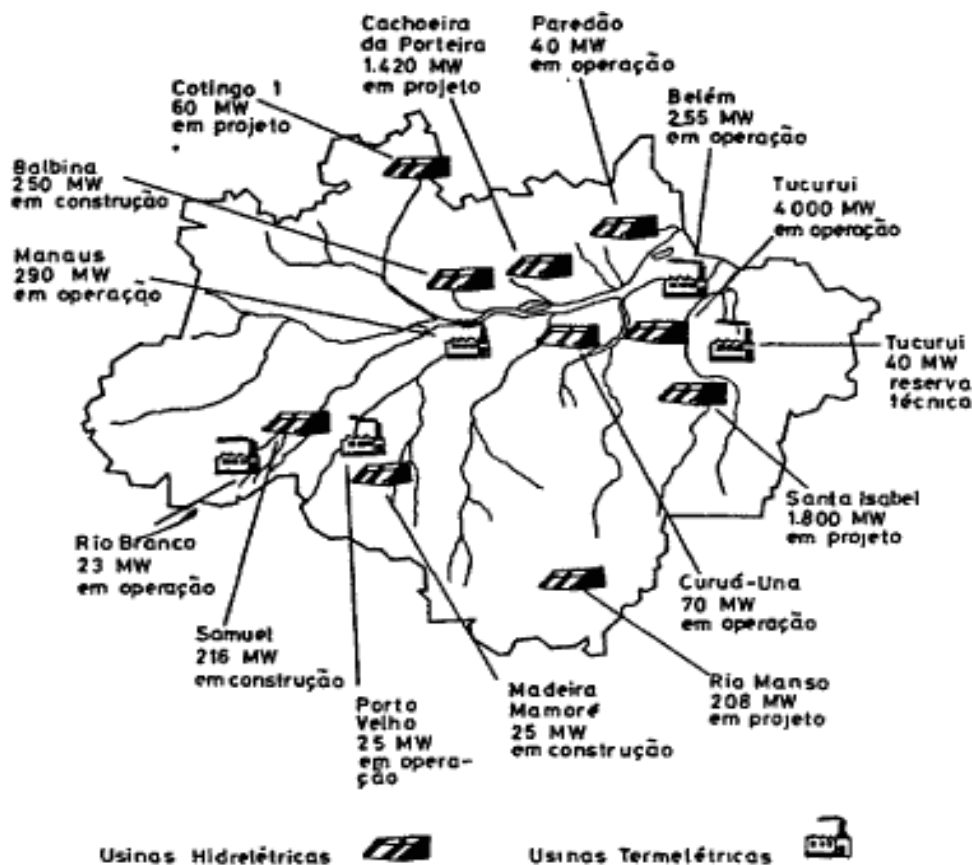 Cachoeira
da Porteira
1.420 MW
em projeto
Paredão
40 MW
em operação
Cotingo 1
60 MW
em projeto
Belém
255 MW
em operação
Balbina
250 MW
em construção
Tucurui
4000 MW
em operação
Manaus
290 MW
em operação
Tucurui
40 MW
reserva
técnica
Santa Isabel
1.800 MW
em projeto
Rio Branco
23 MW
em operação
Curuá-Una
70 MW
em operação
Samuel
216 MW
em construção
Rio Manso
208 MW
em projeto
Porto
Velho
25 MW
em opera-
ção
Madeira
Mamoré
25 MW
em construção
Usinas Hidrelétricas
Usinas Termelétricas